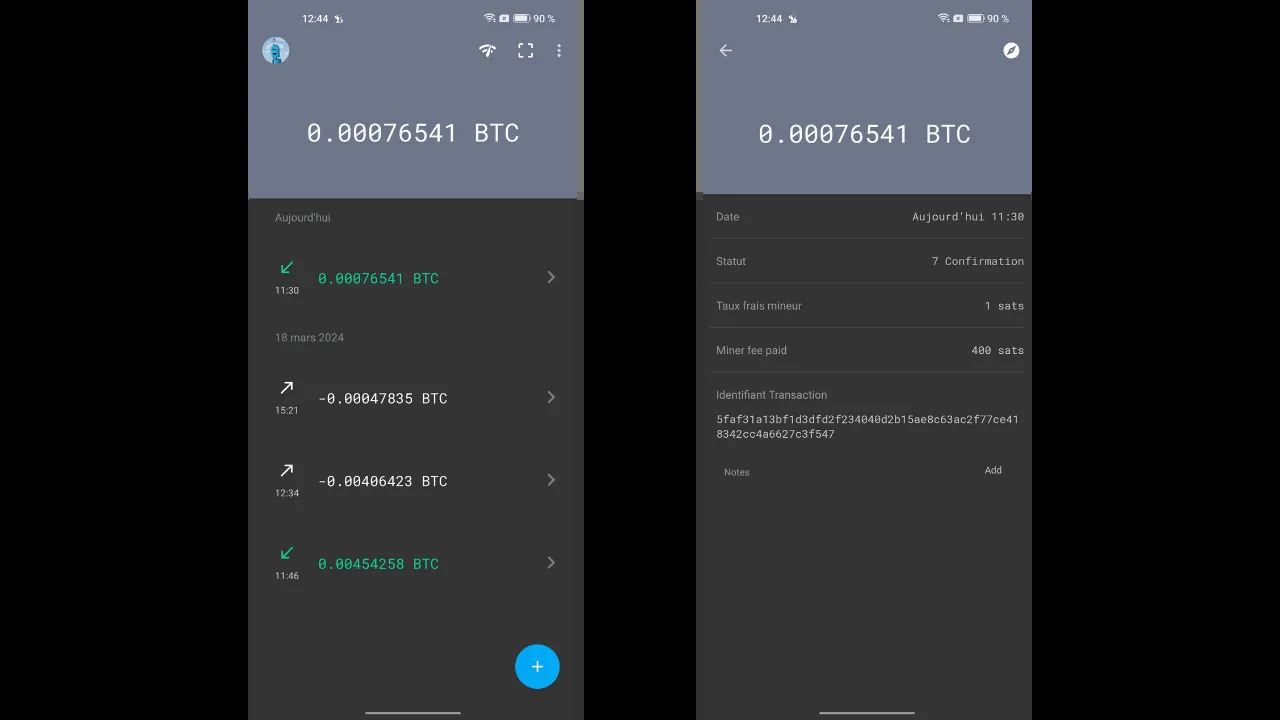 12:44
90 %
0.00076541 BTC
Aujourd'hui
0.00076541 BTC
11:30
18 mars 2024
-0.00047835 BTC
15:21
-0.00406423 BTC
12:34
0.00454258 BTC
11:46
+
12:44
90 %
0.00076541 BTC
Date Aujourd'hui 11:30
Statut 7 Confirmation
Taux frais mineur 1 sats
Miner fee paid 400 sats
Identifiant Transaction
5faf31a13bf1d3dfd2f234040d2b15ae8c63ac2f77ce41
8342cc4a6627c3f547
Notes Add